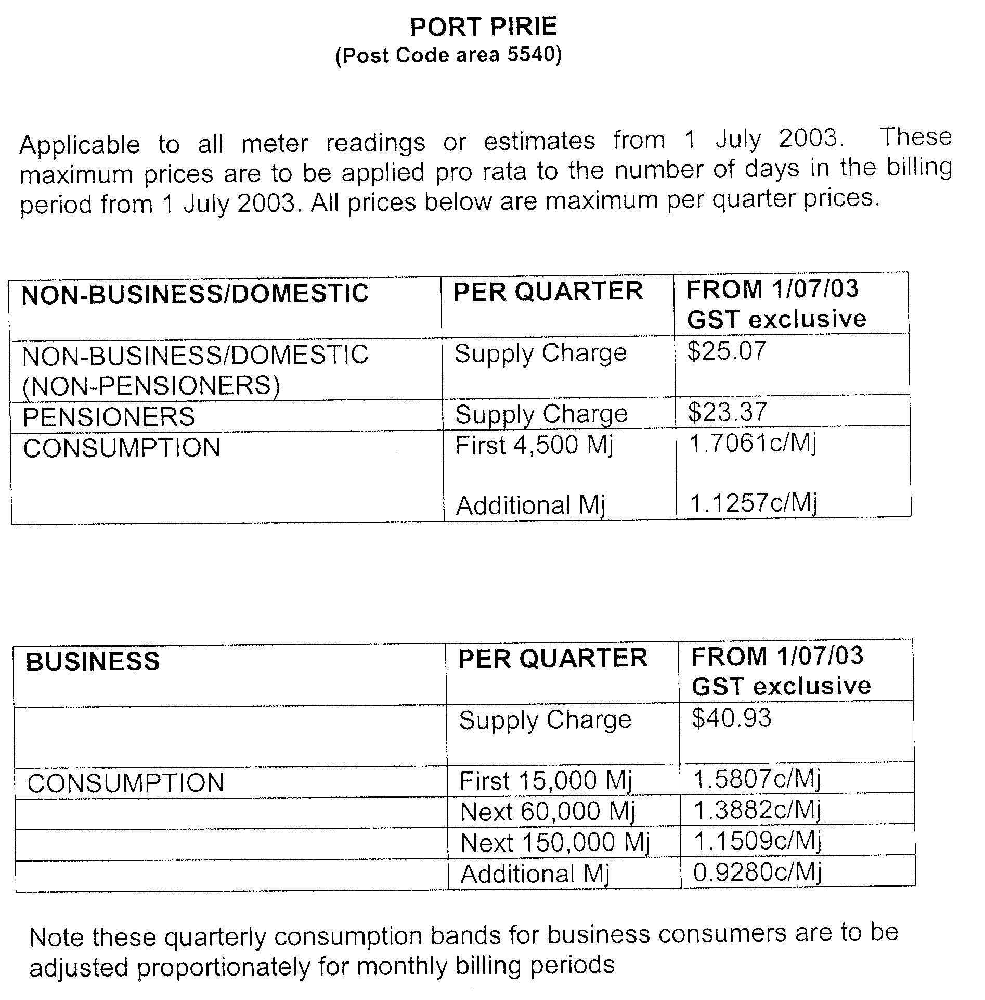 PORT PIRIE
(Post Code area 5540)
Applicable to all meter readings or estimates from 1 July 2003. These
maximum prices are to be applied pro rata to the number of days in the billing
period from 1 July 2003. All prices below are maximum per quarter prices.
NON-BUSINESS/DOMESTIC PER QUARTER FROM 1/07/03
GST exclusive
NON-BUSINESS/DOMESTIC Supply Charge $25.07
(NON-PENSIONERS)
PENSIONERS Supply Charge $23.37
CONSUMPTION First 4,500 Mj 1.7061c/Mj
Additional Mj 1.1257c/Mj
BUSINESS PER QUARTER FROM 1/07/03
GST exclusive
Supply Charge $40.93
CONSUMPTION First 15,000 Mj 1.5807c/Mj
Next 60,000 Mj 1.3882c/Mj
Next 150,000 Mj 1.1509c/Mj
Additional Mj 0.9280c/Mj
Note these quarterly consumption bands for business consumers are to be
adjusted proportionately for monthly billing periods